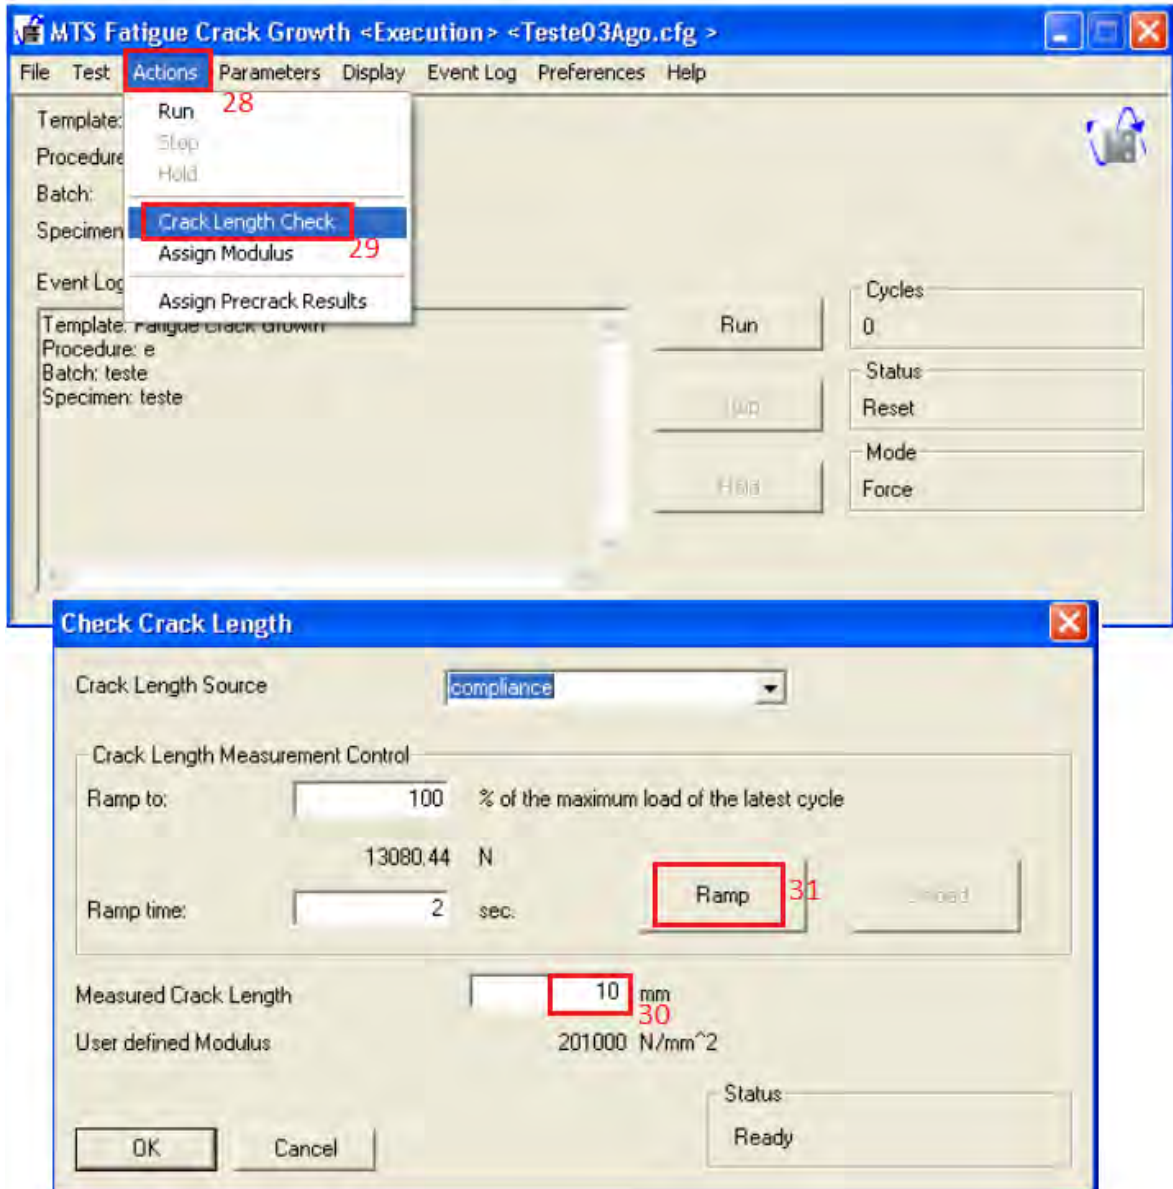 MTS Fatigue Crack Growth <Execution> <Teste03Ago.cfg >
File Test Actions Parameters Display Event Log Preferences Help
28
Template:
Run
Stop
Procedure
Hold
Batch:
Specimen
Crack Length Check
29
Assign Modulus
Event Log
Assign Precrack Results
Template: Fatigue Crack Growth
Procedure: e
Batch: teste
Specimen: teste
Run
Hold
Cycles
0
Status
Reset
Mode
Force
Check Crack Length
Crack Length Source compliance
Crack Length Measurement Control
Ramp to: 100 % of the maximum load of the latest cycle
13080.44 N
Ramp time: 2 sec.
Ramp 31
Measured Crack Length 10 mm
30
User defined Modulus 201000 N/mm^2
Status
Ready
OK Cancel